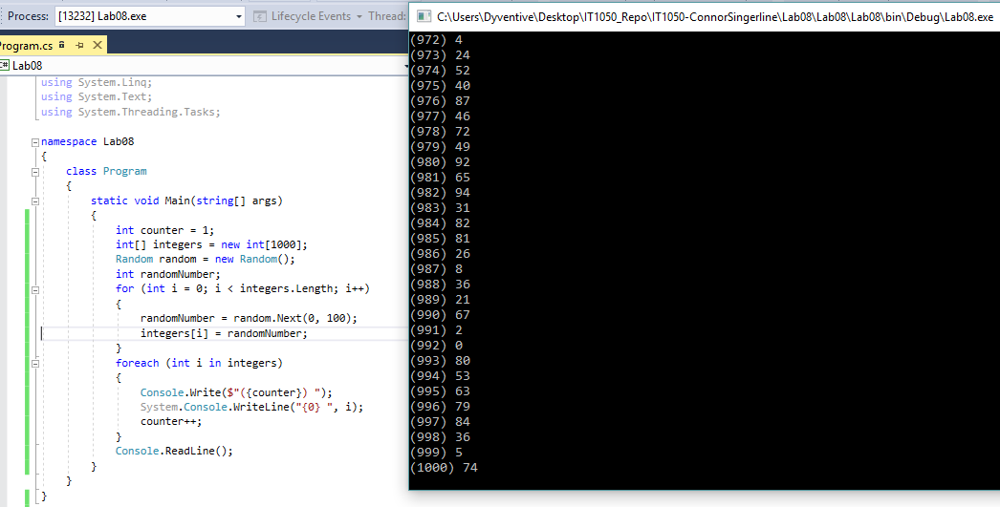 Process: [13232] Lab08.exe Lifecycle Events Thread:
Program.cs
C# Lab08
using System.Linq;
using System.Text;
using System.Threading.Tasks;
namespace Lab08
{
class Program
{
static void Main(string[] args)
{
int counter = 1;
int[] integers = new int[1000];
Random random = new Random();
int randomNumber;
for (int i = 0; i < integers.Length; i++)
{
randomNumber = random.Next(0, 100);
integers[i] = randomNumber;
}
foreach (int i in integers)
{
Console.Write($"({counter}) ");
System.Console.WriteLine("{0} ", i);
counter++;
}
Console.ReadLine();
}
}
}
C:\Users\Dyventive\Desktop\IT1050_Repo\IT1050-ConnorSingerline\Lab08\Lab08\Lab08\bin\Debug\Lab08.exe
(972) 4
(973) 24
(974) 52
(975) 40
(976) 87
(977) 46
(978) 72
(979) 49
(980) 92
(981) 65
(982) 94
(983) 31
(984) 82
(985) 81
(986) 26
(987) 8
(988) 36
(989) 21
(990) 67
(991) 2
(992) 0
(993) 80
(994) 53
(995) 63
(996) 79
(997) 84
(998) 36
(999) 5
(1000) 74